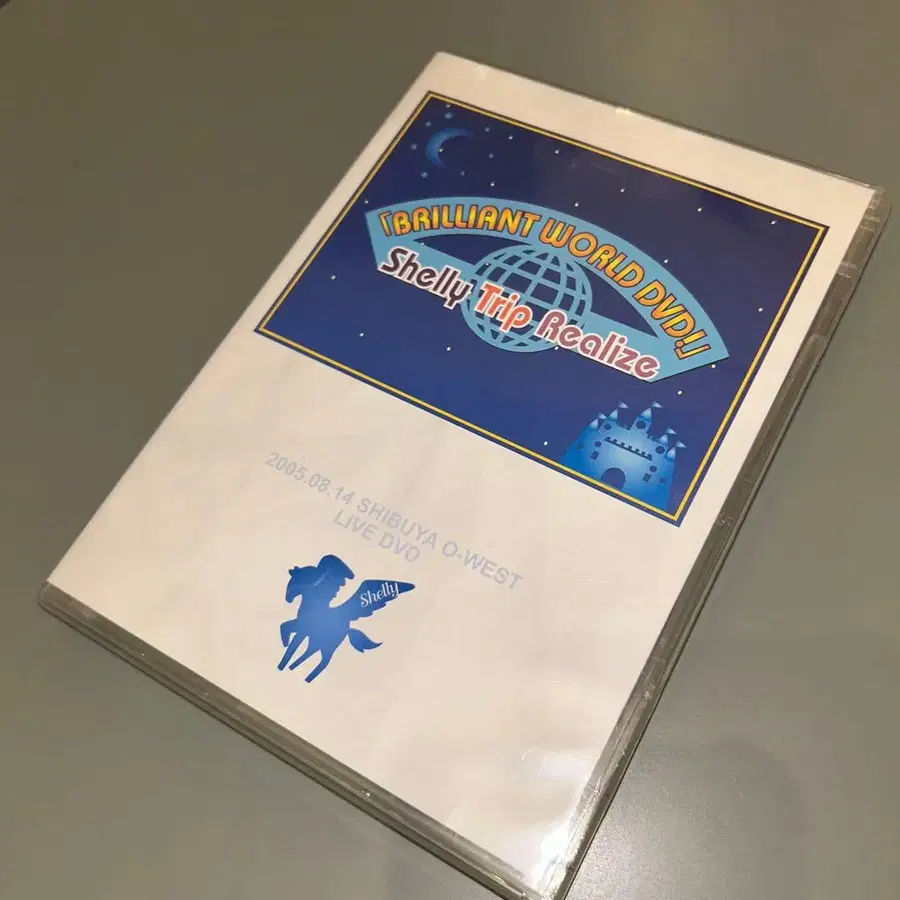 「BRILLIANT WORLD DVD!」
Shelly Trip Realize
2005.08.14 SHIBUYA O-WEST
LIVE DVD
Shelly